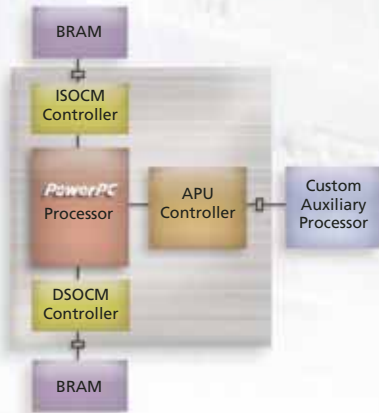 BRAM
ISOCM
Controller
PowerPC
Processor
APU
Controller
Custom
Auxiliary
Processor
DSOCM
Controller
BRAM